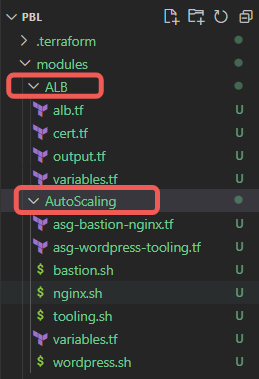 PBL
.terraform
modules
ALB
alb.tf U
cert.tf U
output.tf U
variables.tf U
AutoScaling
asg-bastion-nginx.tf U
asg-wordpress-tooling.tf U
$ bastion.sh U
$ nginx.sh U
$ tooling.sh U
variables.tf U
$ wordpress.sh U